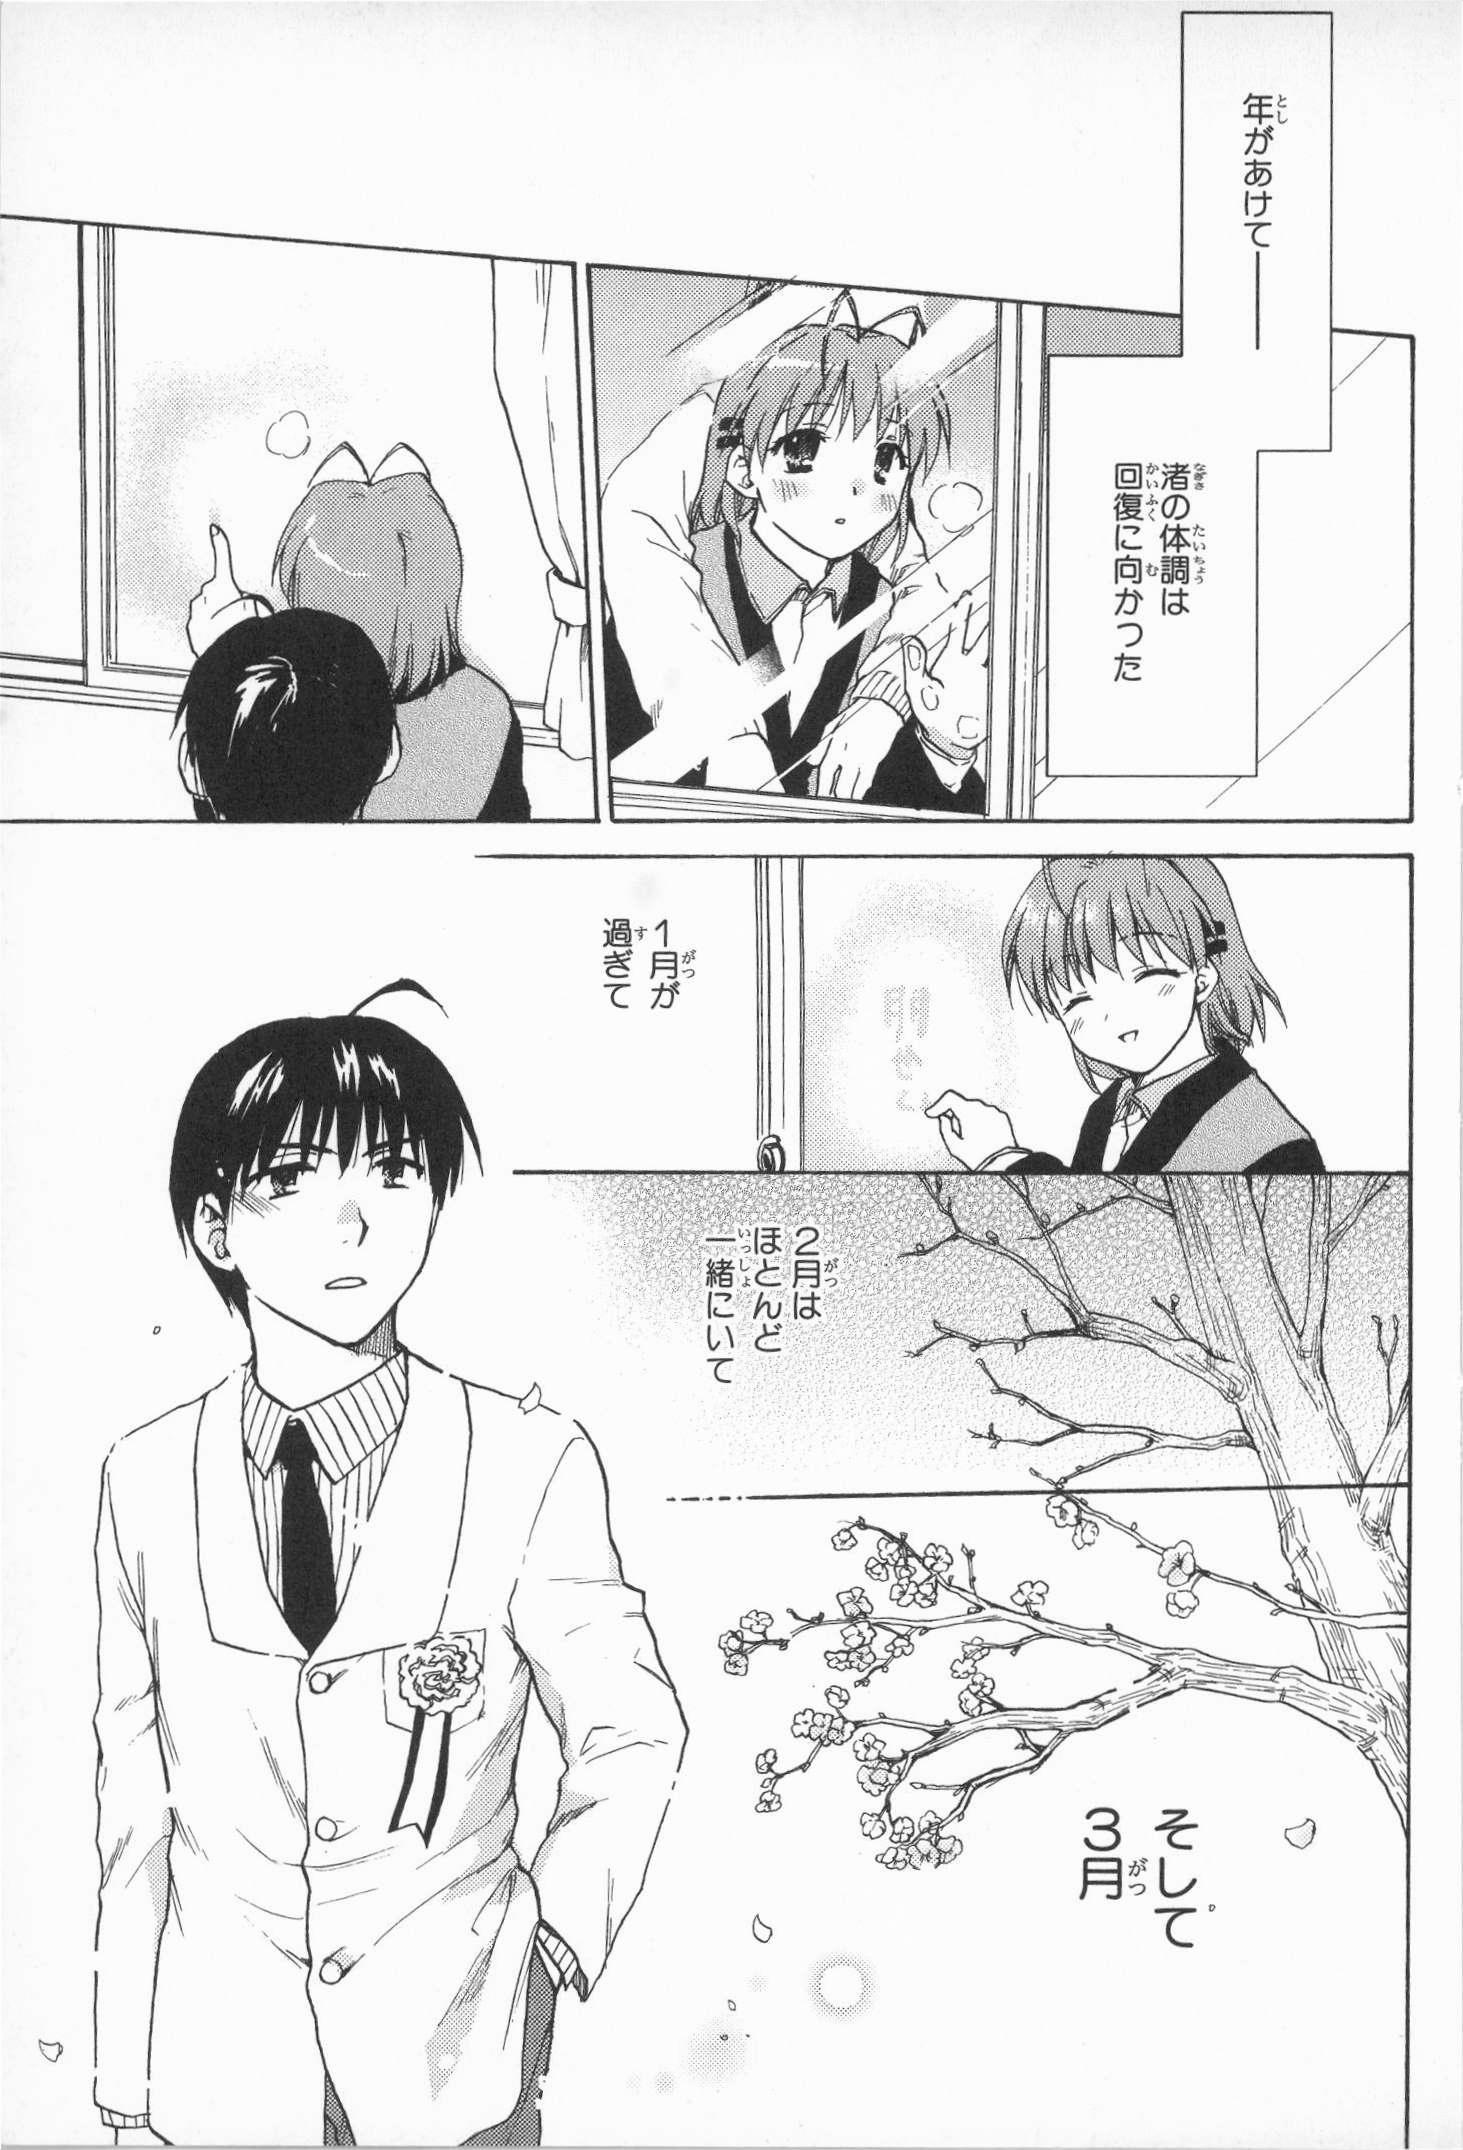 年があけて――
渚の体調は
回復に向かった
1月が
過ぎて
2月は
ほとんど
一緒にいて
そして
3月